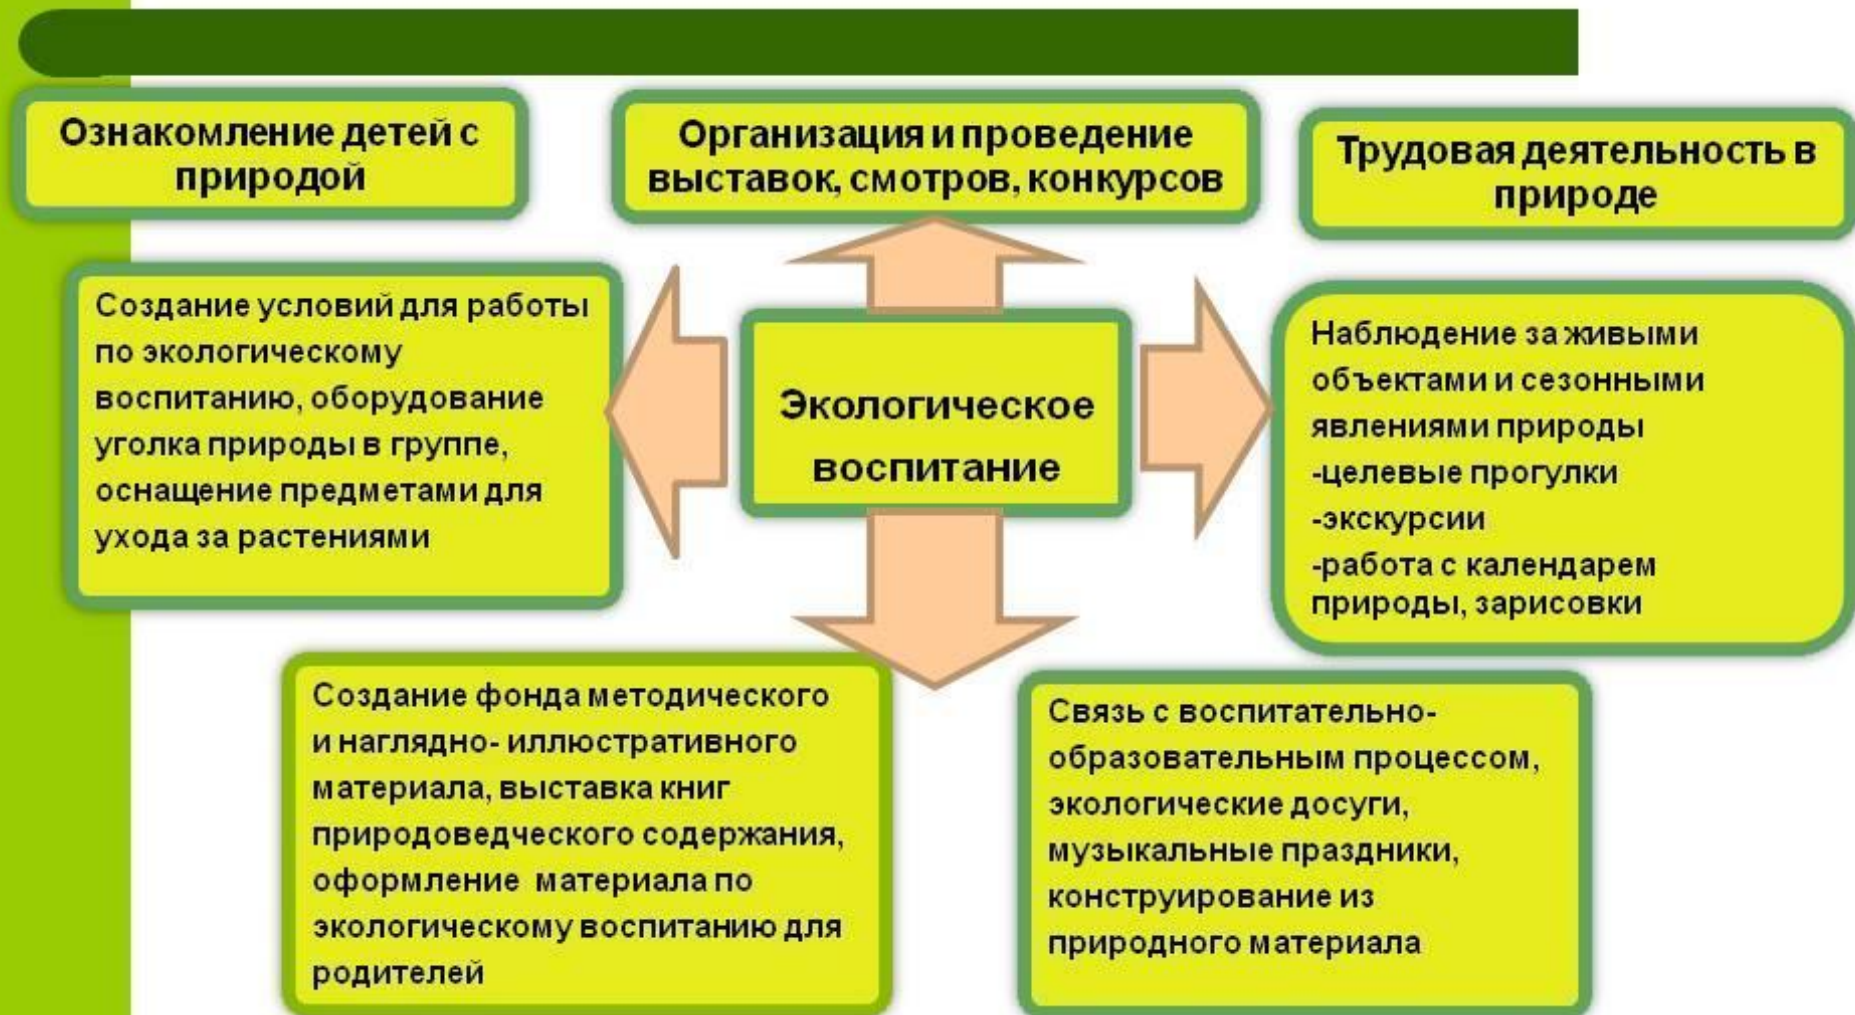 Ознакомление детей с
природой
Организация и проведение
выставок, смотров, конкурсов
Трудовая деятельность в
природе
Создание условий для работы
по экологическому
воспитанию, оборудование
уголка природы в группе,
оснащение предметами для
ухода за растениями
Экологическое
воспитание
Наблюдение за живыми
объектами и сезонными
явлениями природы
-целевые прогулки
-экскурсии
-работа с календарем
природы, зарисовки
Создание фонда методического
и наглядно- иллюстративного
материала, выставка книг
природоведческого содержания,
оформление материала по
экологическому воспитанию для
родителей
Связь с воспитательно-
образовательным процессом,
экологические досуги,
музыкальные праздники,
конструирование из
природного материала